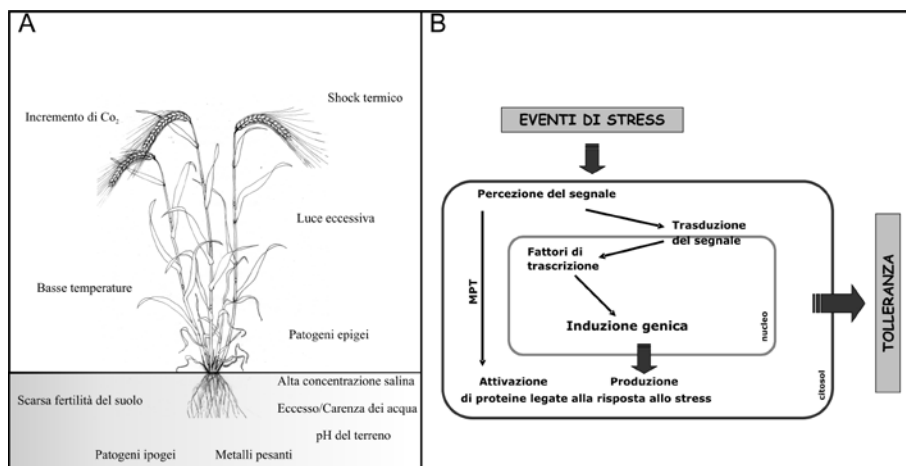 A
Shock termico
Incremento di Co₂
Luce eccessiva
Basse temperature
Patogeni epigei
Alta concentrazione salina
Scarsa fertilità del suolo
Eccesso/Carenza dei acqua
pH del terreno
Patogeni ipogei
Metalli pesanti
B
EVENTI DI STRESS
Percezione del segnale
Trasduzione
del segnale
Fattori di
trascrizione
MPT
Induzione genica
nucleo
Attivazione
Produzione
di proteine legate alla risposta allo stress
citosol
TOLLERANZA